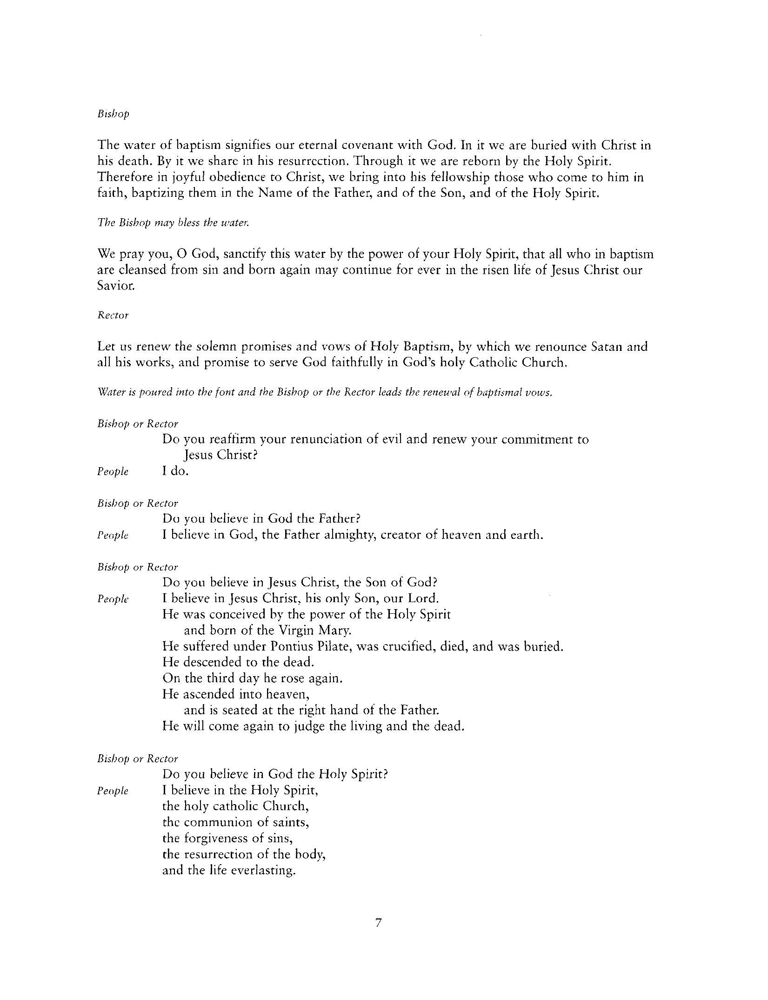 Bishop
The water of baptism signifies our eternal covenant with God. In it we are buried with Christ in
his death. By it we share in his resurrection. Through it we are reborn by the Holy Spirit.
Therefore in joyful obedience to Christ, we bring into his fellowship those who come to him in
faith, baptizing them in the Name of the Father, and of the Son, and of the Holy Spirit.
The Bishop may bless the water.
We pray you, O God, sanctify this water by the power of your Holy Spirit, that all who in baptism
are cleansed from sin and born again may continue for ever in the risen life of Jesus Christ our
Savior.
Rector
Let us renew the solemn promises and vows of Holy Baptism, by which we renounce Satan and
all his works, and promise to serve God faithfully in God's holy Catholic Church.
Water is poured into the font and the Bishop or the Rector leads the renewal of baptismal vows.
Bishop or Rector
Do you reaffirm your renunciation of evil and renew your commitment to
Jesus Christ?
People I do.
Bishop or Rector
Do you believe in God the Father?
People I believe in God, the Father almighty, creator of heaven and earth.
Bishop or Rector
Do you believe in Jesus Christ, the Son of God?
People I believe in Jesus Christ, his only Son, our Lord.
He was conceived by the power of the Holy Spirit
and born of the Virgin Mary.
He suffered under Pontius Pilate, was crucified, died, and was buried.
He descended to the dead.
On the third day he rose again.
He ascended into heaven,
and is seated at the right hand of the Father.
He will come again to judge the living and the dead.
Bishop or Rector
Do you believe in God the Holy Spirit?
People I believe in the Holy Spirit,
the holy catholic Church,
the communion of saints,
the forgiveness of sins,
the resurrection of the body,
and the life everlasting.
7